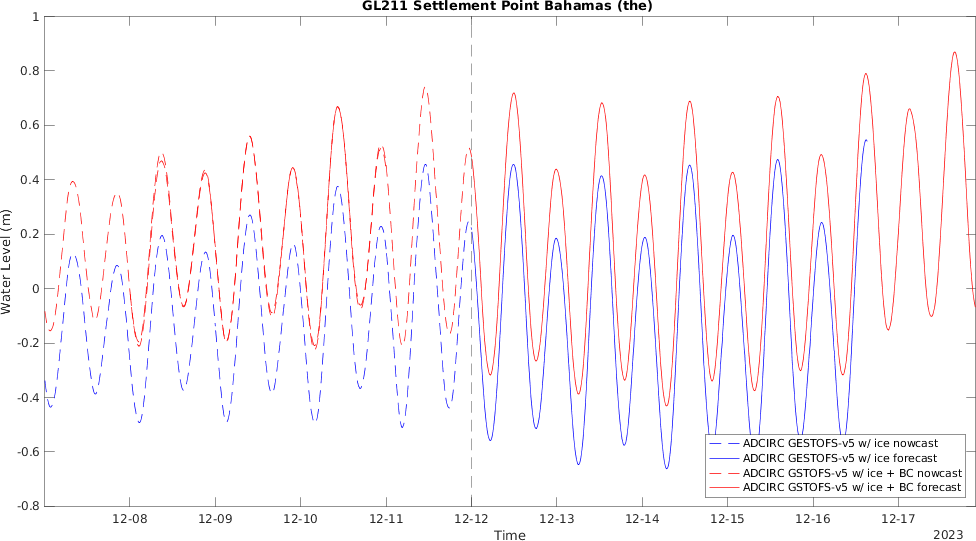 GL211 Settlement Point Bahamas (the)
1
0.8
0.6
0.4
0.2
0
-0.2
-0.4
-0.6
-0.8
Water Level (m)
ADCIRC GESTOFS-v5 w/ ice nowcast
ADCIRC GESTOFS-v5 w/ ice forecast
ADCIRC GSTOFS-v5 w/ ice + BC nowcast
ADCIRC GSTOFS-v5 w/ ice + BC forecast
12-08 12-09 12-10 12-11 12-12 12-13 12-14 12-15 12-16 12-17
Time
2023